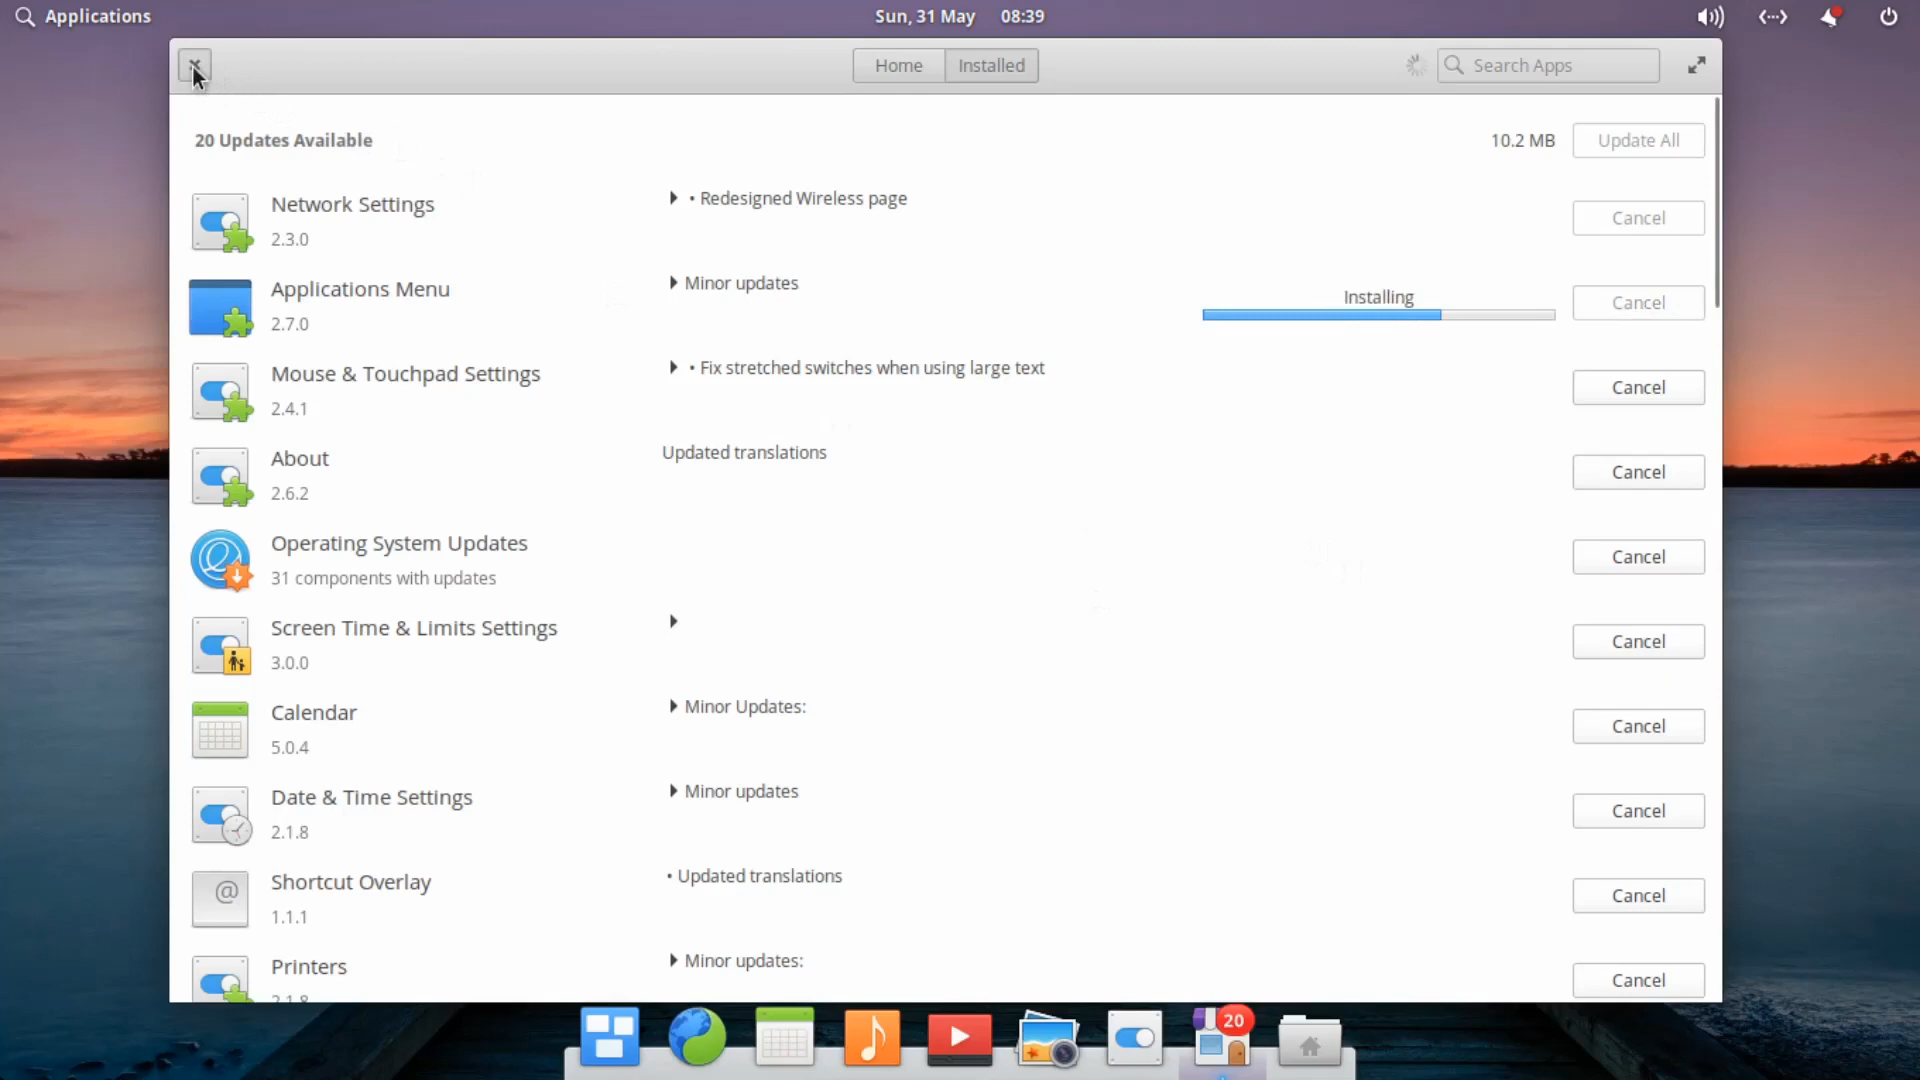 Applications
Sun, 31 May 08:39
Home
Installed
Search Apps
20 Updates Available
10.2 MB
Update All
Network Settings
2.3.0
• Redesigned Wireless page
Cancel
Applications Menu
2.7.0
Minor updates
Installing
Cancel
Mouse & Touchpad Settings
2.4.1
• Fix stretched switches when using large text
Cancel
About
2.6.2
Updated translations
Cancel
Operating System Updates
31 components with updates
Cancel
Screen Time & Limits Settings
3.0.0
Cancel
Calendar
5.0.4
Minor Updates:
Cancel
Date & Time Settings
2.1.8
Minor updates
Cancel
@
Shortcut Overlay
1.1.1
• Updated translations
Cancel
Printers
2.1.8
Minor updates:
Cancel
20